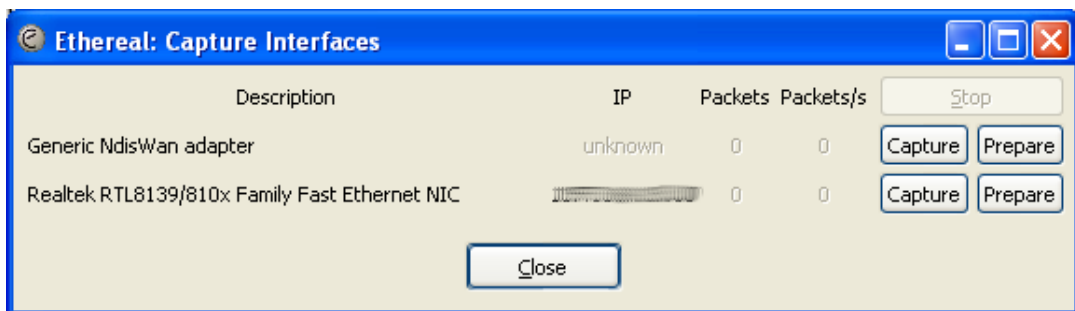 Ethereal: Capture Interfaces
Description IP Packets Packets/s Stop
Generic NdisWan adapter unknown 0 0 Capture Prepare
Realtek RTL8139/810x Family Fast Ethernet NIC 0 0 Capture Prepare
Close